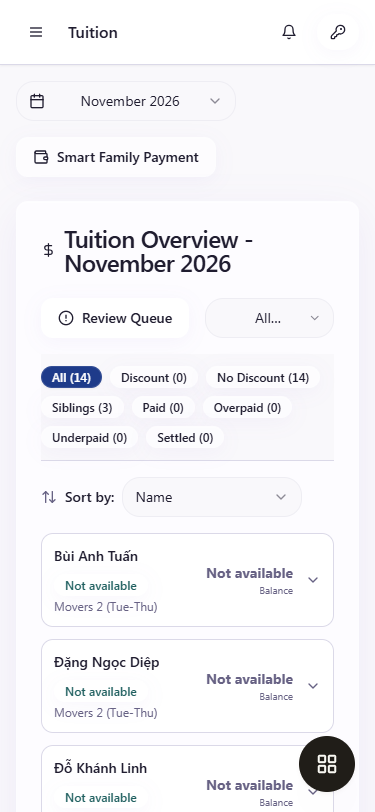 Tuition
November 2026
Smart Family Payment
Tuition Overview -
November 2026
Review Queue
All...
All (14)
Discount (0)
No Discount (14)
Siblings (3)
Paid (0)
Overpaid (0)
Underpaid (0)
Settled (0)
Sort by:
Name
Bùi Anh Tuấn
Not available
Movers 2 (Tue-Thu)
Not available
Balance
Đặng Ngọc Diệp
Not available
Movers 2 (Tue-Thu)
Not available
Balance
Đỗ Khánh Linh
Not available
Not available
Balance